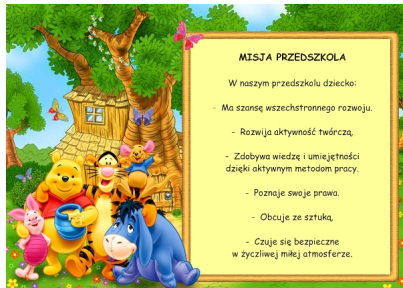 MISJA PRZEDSZKOLA
W naszym przedszkolu dziecko:
- Ma szansę wszechstronnego rozwoju.
- Rozwija aktywność twórczą,
- Zdobywa wiedzę i umiejętności
dzięki aktywnym metodom pracy.
- Poznaje swoje prawa.
- Obcuje ze sztuką,
- Czuje się bezpieczne
w życzliwej miłej atmosferze.